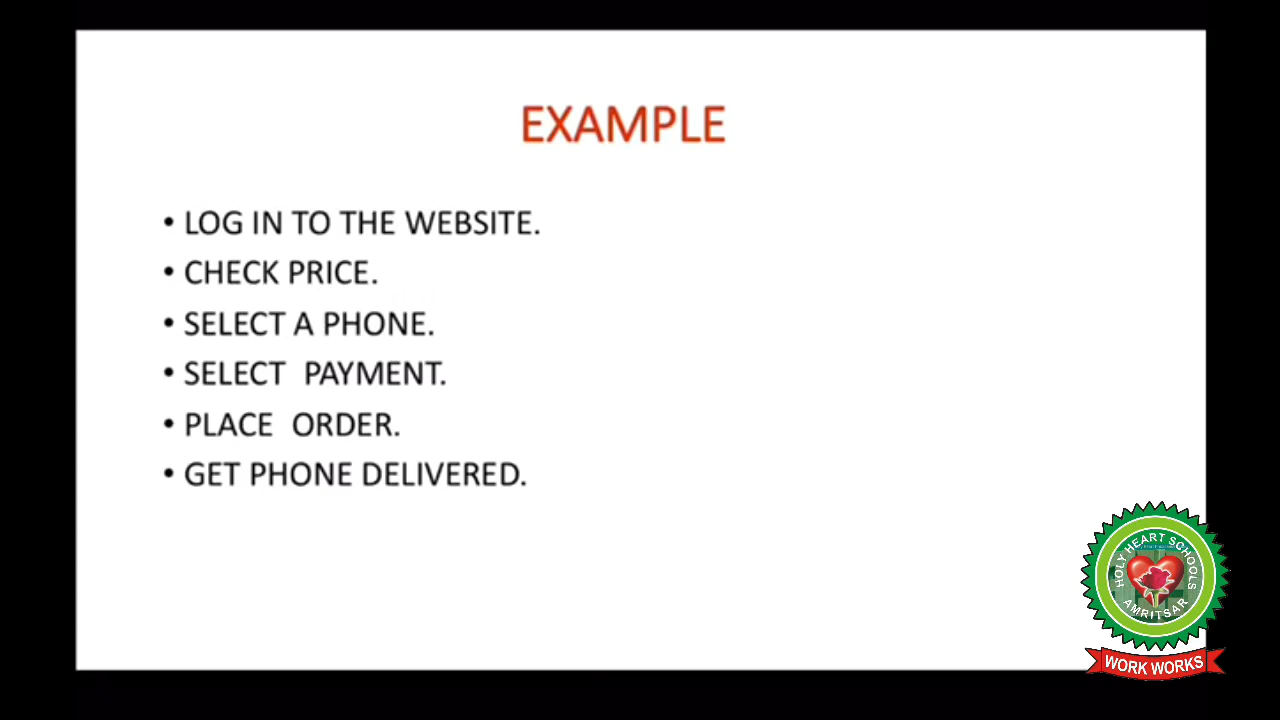 EXAMPLE
• LOG IN TO THE WEBSITE.
• CHECK PRICE.
• SELECT A PHONE.
• SELECT  PAYMENT.
• PLACE  ORDER.
• GET PHONE DELIVERED.
HOLY HEART SCHOOLS
AMRITSAR
WORK WORKS